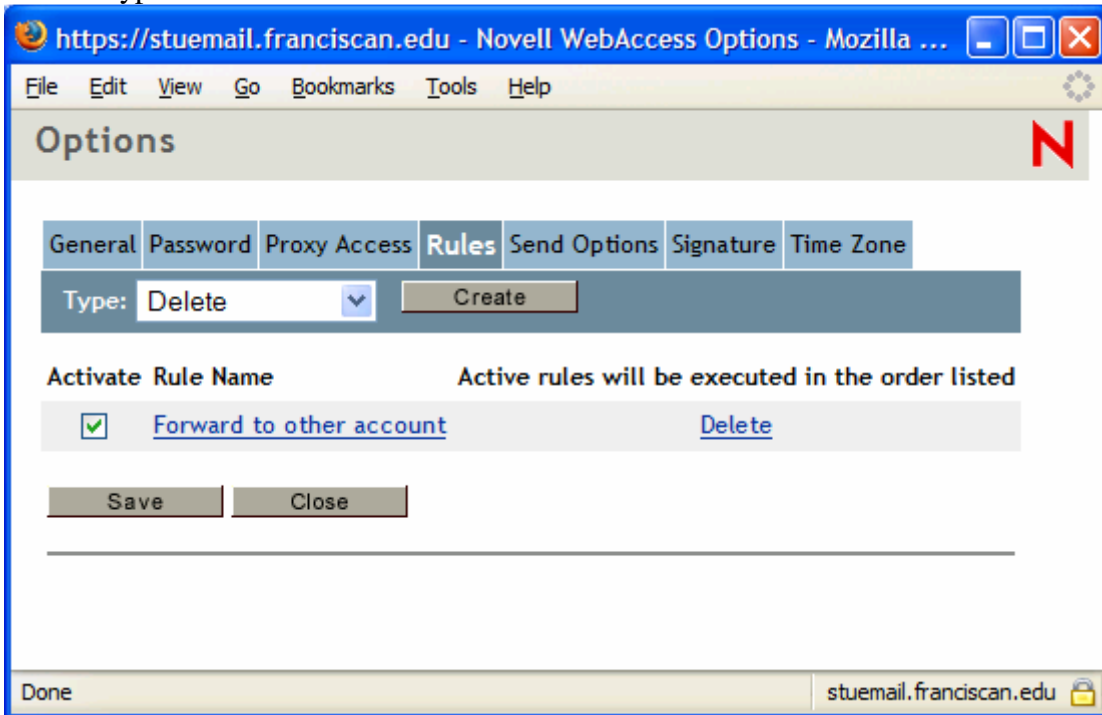 https://stuemail.franciscan.edu - Novell WebAccess Options - Mozilla ...
File Edit View Go Bookmarks Tools Help
Options N
General Password Proxy Access Rules Send Options Signature Time Zone
Type: Delete Create
Activate Rule Name Active rules will be executed in the order listed
Forward to other account Delete
Save Close
Done stuemail.franciscan.edu